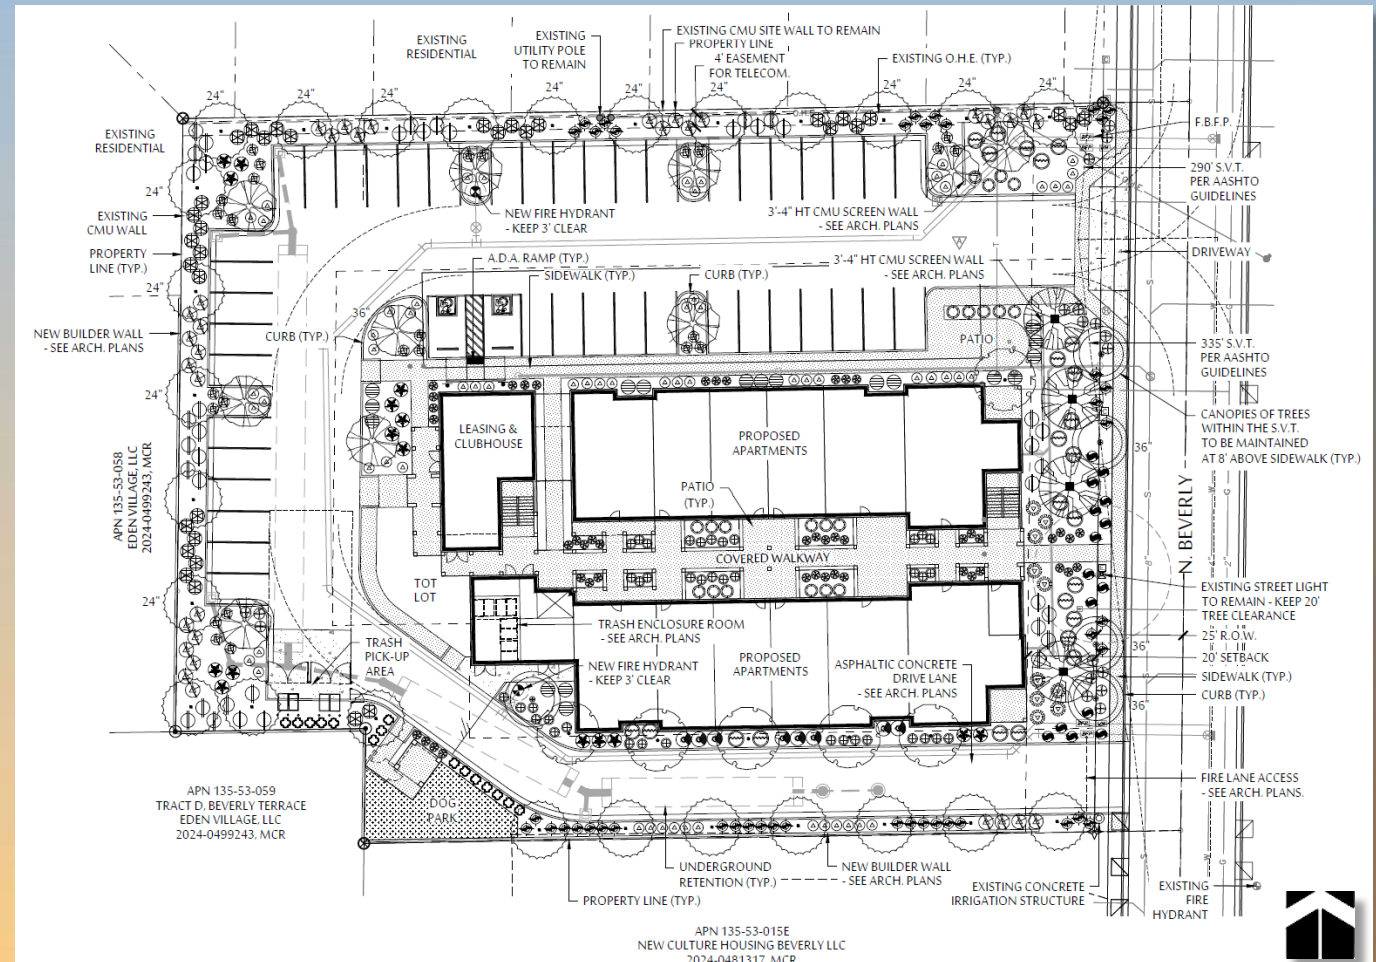 EXISTING
RESIDENTIAL
EXISTING
UTILITY POLE
TO REMAIN
EXISTING CMU SITE WALL TO REMAIN
PROPERTY LINE
4' EASEMENT
FOR TELECOM.
EXISTING O.H.E. (TYP.)
24"
24"
24"
24"
24"
24"
24"
24"
O.H.E.
EXISTING
RESIDENTIAL
F.B.F.P.
290' S.V.T.
PER AASHTO
GUIDELINES
24"
EXISTING
CMU WALL
NEW FIRE HYDRANT
- KEEP 3' CLEAR
3'-4" HT CMU SCREEN WALL
- SEE ARCH. PLANS
PROPERTY
LINE (TYP.)
A.D.A. RAMP (TYP.)
SIDEWALK (TYP.)
CURB (TYP.)
3'-4" HT CMU SCREEN WALL
- SEE ARCH. PLANS
DRIVEWAY
24"
36"
NEW BUILDER WALL
- SEE ARCH. PLANS
CURB (TYP.)
PATIO
335' S.V.T.
PER AASHTO
GUIDELINES
24"
LEASING &
CLUBHOUSE
PROPOSED
APARTMENTS
CANOPIES OF TREES
WITHIN THE S.V.T.
TO BE MAINTAINED
AT 8' ABOVE SIDEWALK (TYP.)
36"
APN 135-53-058
EDEN VILLAGE, LLC
2024-0499243, MCR
PATIO
(TYP.)
N. BEVERLY
COVERED WALKWAY
TOT
LOT
24"
EXISTING STREET LIGHT
TO REMAIN - KEEP 20'
TREE CLEARANCE
TRASH ENCLOSURE ROOM
- SEE ARCH. PLANS
25' R.O.W.
36"
20' SETBACK
TRASH
PICK-UP
AREA
NEW FIRE HYDRANT
- KEEP 3' CLEAR
PROPOSED
APARTMENTS
ASPHALTIC CONCRETE
DRIVE LANE
- SEE ARCH. PLANS
SIDEWALK (TYP.)
CURB (TYP.)
36"
FIRE LANE ACCESS
- SEE ARCH. PLANS.
APN 135-53-059
TRACT D, BEVERLY TERRACE
EDEN VILLAGE, LLC
2024-0499243, MCR
DOG
PARK
UNDERGROUND
RETENTION (TYP.)
NEW BUILDER WALL
- SEE ARCH. PLANS
PROPERTY LINE (TYP.)
EXISTING CONCRETE
IRRIGATION STRUCTURE
EXISTING
FIRE
HYDRANT
APN 135-53-015E
NEW CULTURE HOUSING BEVERLY LLC
2024-0481317, MCR